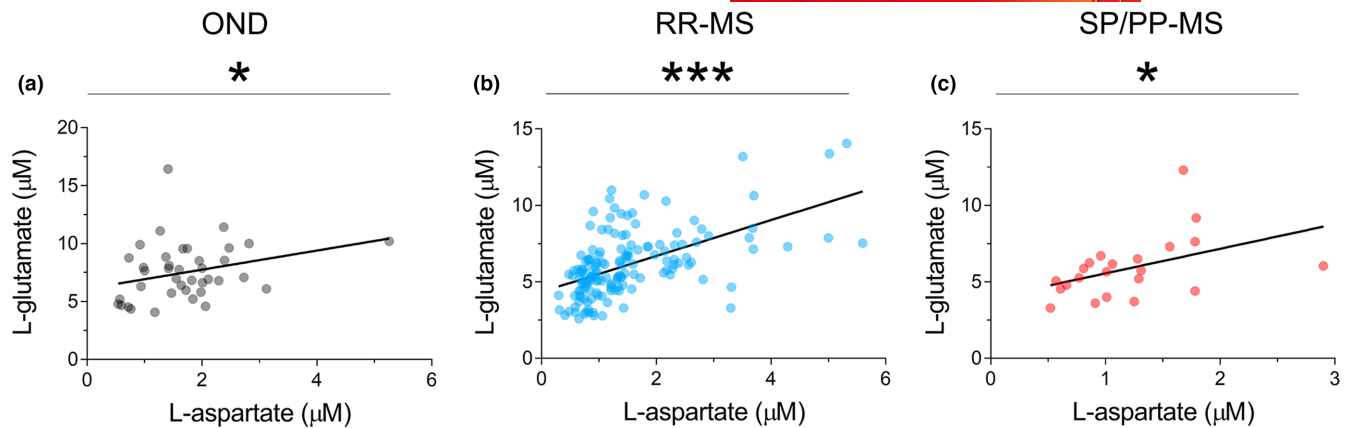 OND
RR-MS
SP/PP-MS
(a)
*
(b)
***
(c)
*
L-glutamate (μM)
20
15
10
5
0
0
2
4
6
L-aspartate (μM)
L-glutamate (μM)
15
10
5
0
0
2
4
6
L-aspartate (μM)
L-glutamate (μM)
15
10
5
0
0
1
2
3
L-aspartate (μM)